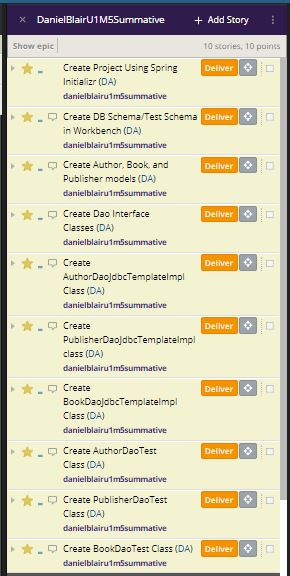 × DanielBlairU1M5Summative + Add Story
Show epic 10 stories, 10 points
Create Project Using Spring Deliver
Initializr (DA)
danielblairu1m5summative
Create DB Schema/Test Schema Deliver
in Workbench (DA)
danielblairu1m5summative
Create Author, Book, and Deliver
Publisher models (DA)
danielblairu1m5summative
Create Dao Interface Deliver
Classes (DA)
danielblairu1m5summative
Create Deliver
AuthorDaoJdbcTemplateImpl
Class (DA)
danielblairu1m5summative
Create Deliver
PublisherDaoJdbcTemplateImpl
class (DA)
danielblairu1m5summative
Create Deliver
BookDaoJdbcTemplateImpl
Class (DA)
danielblairu1m5summative
Create AuthorDaoTest Deliver
Class (DA)
danielblairu1m5summative
Create PublisherDaoTest Deliver
Class (DA)
danielblairu1m5summative
Create BookDaoTest Class (DA) Deliver
danielblairu1m5summative